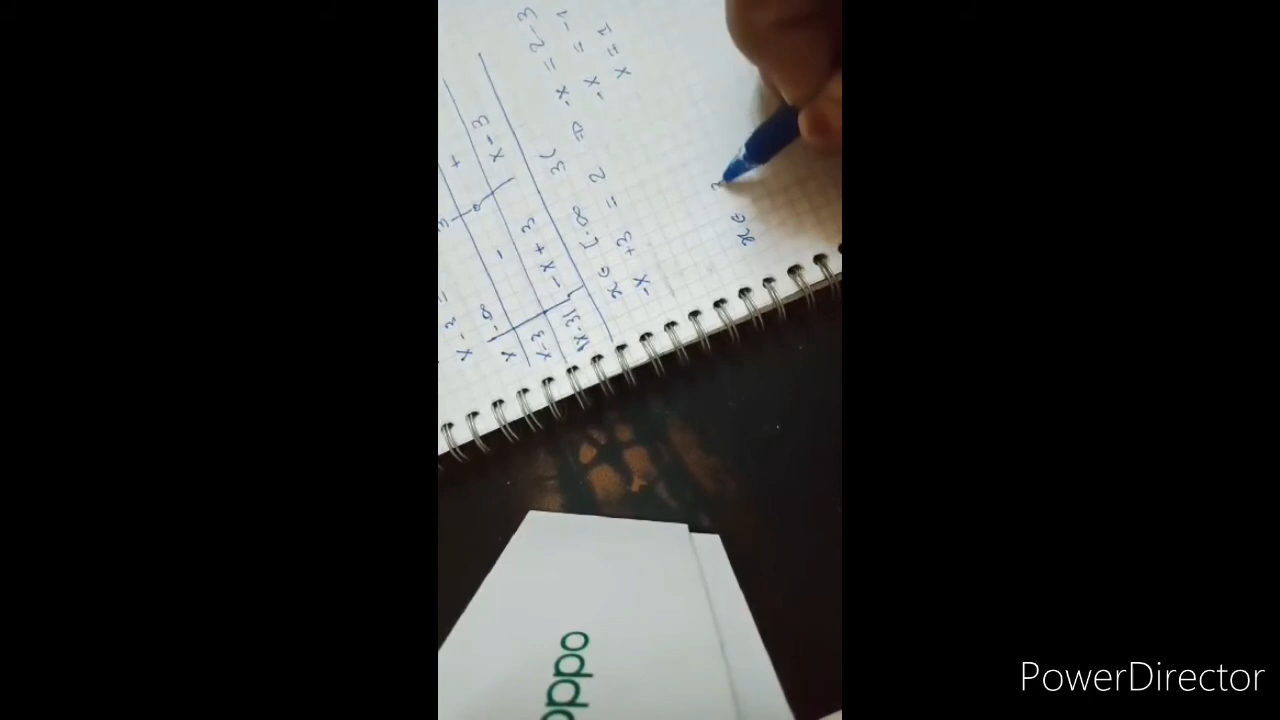 x - 3 =
x -∞ 3
x-3 - 0 +
|x-3| -x+3 x-3
x ∈ ]-∞ 3(
-x +3 = 2 ⇒ -x = 2-3
-x = -1
x = 1
x ∈
oppo
PowerDirector